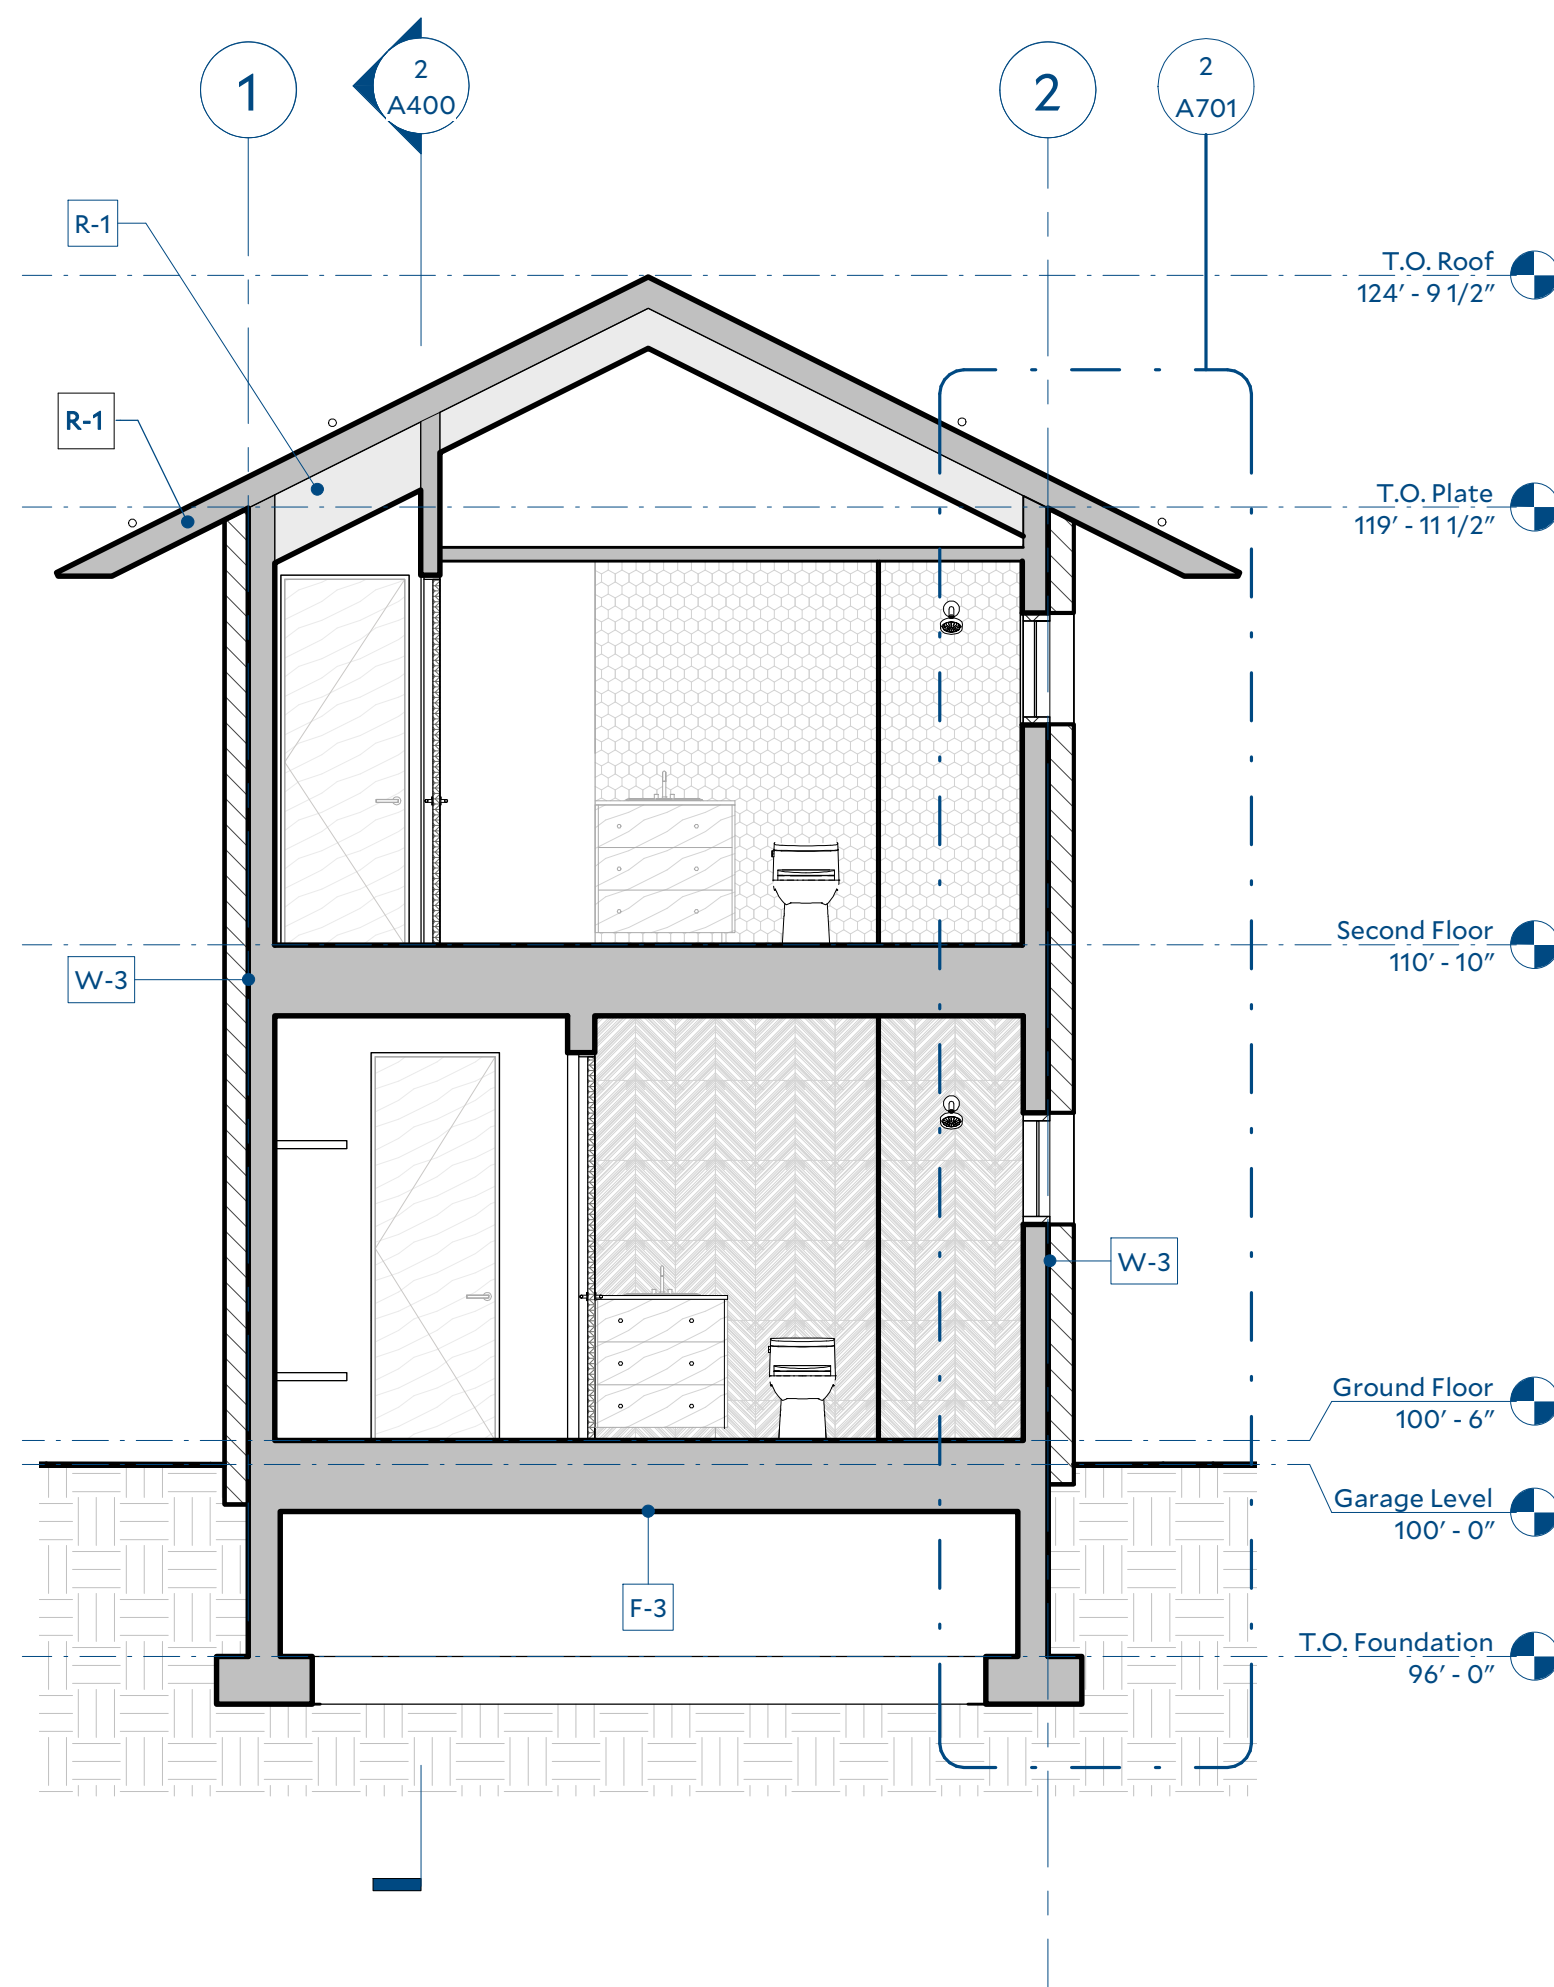 1
2
A400
2
2
A701
R-1
T.O. Roof
124' - 9 1/2"
R-1
T.O. Plate
119' - 11 1/2"
Second Floor
110' - 10"
W-3
W-3
Ground Floor
100' - 6"
Garage Level
100' - 0"
F-3
T.O. Foundation
96' - 0"